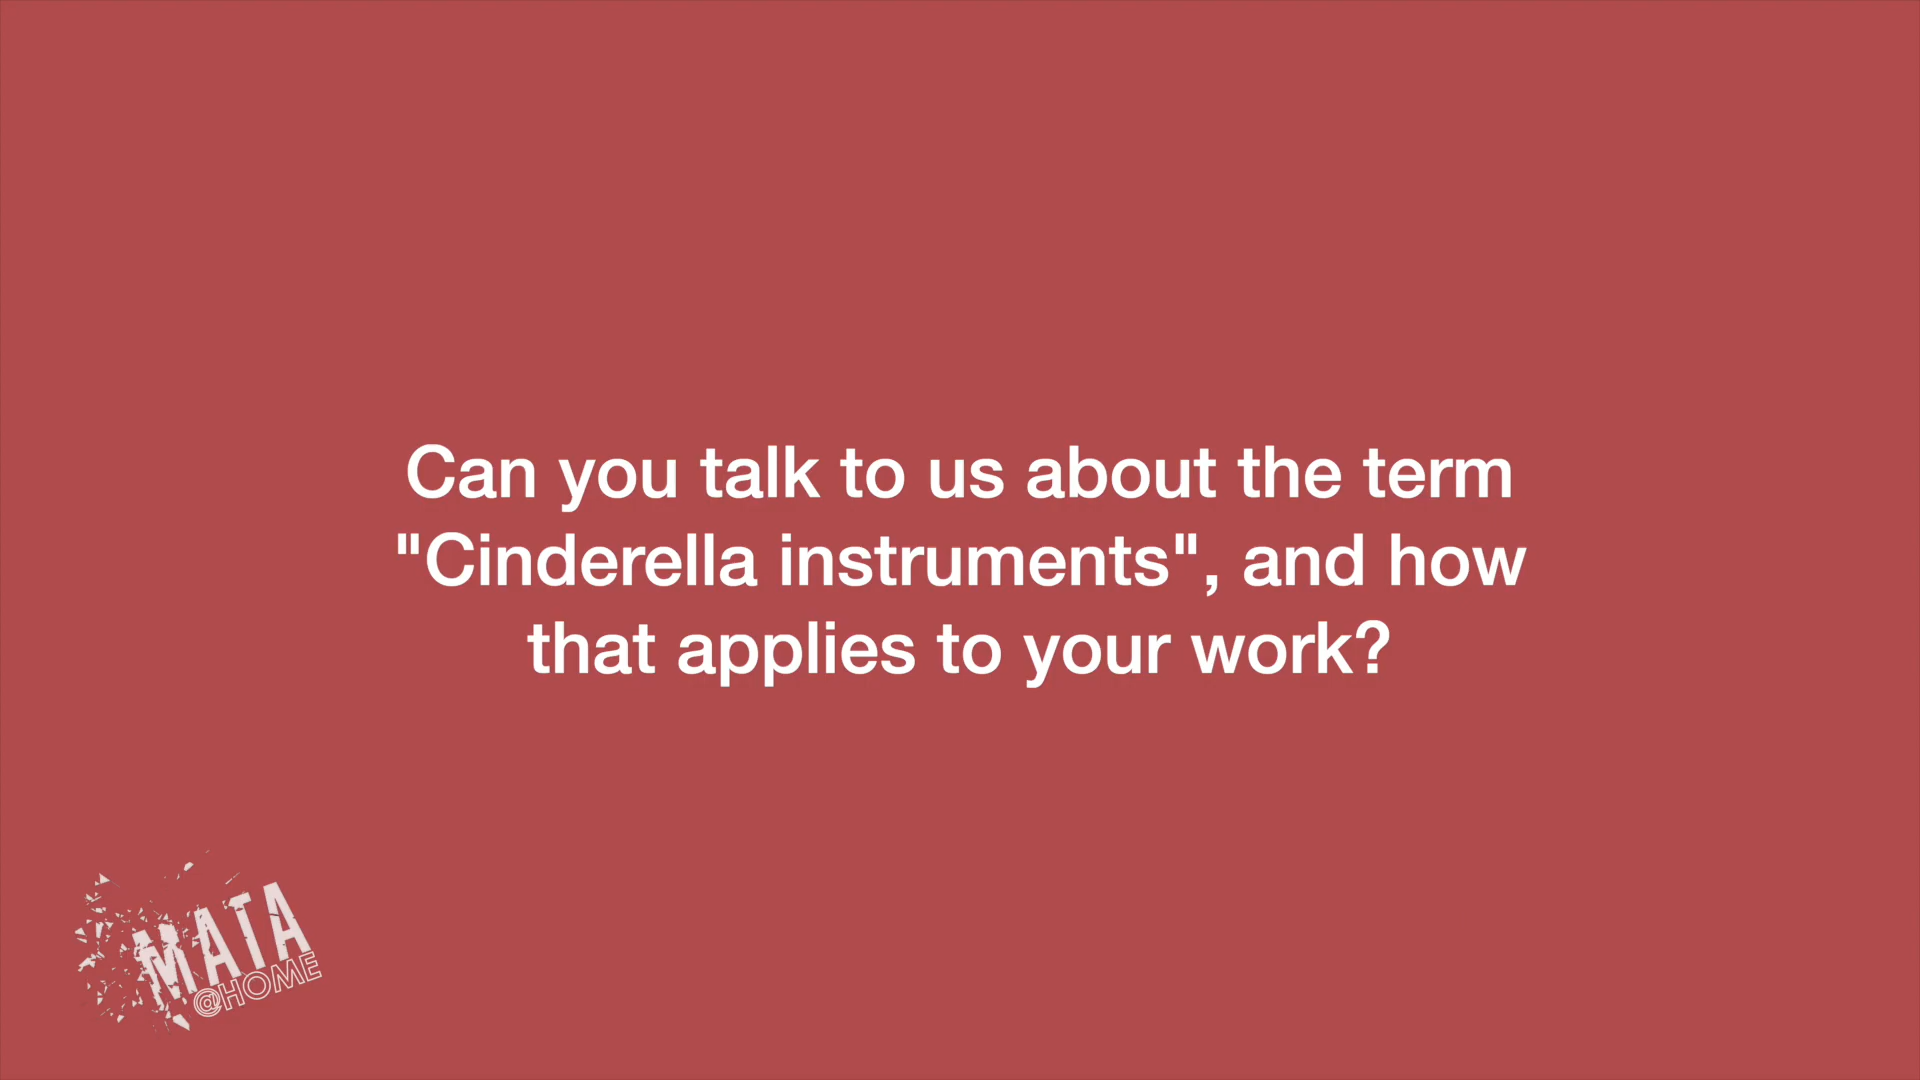 Can you talk to us about the term
"Cinderella instruments", and how
that applies to your work?
MATA
@HOME